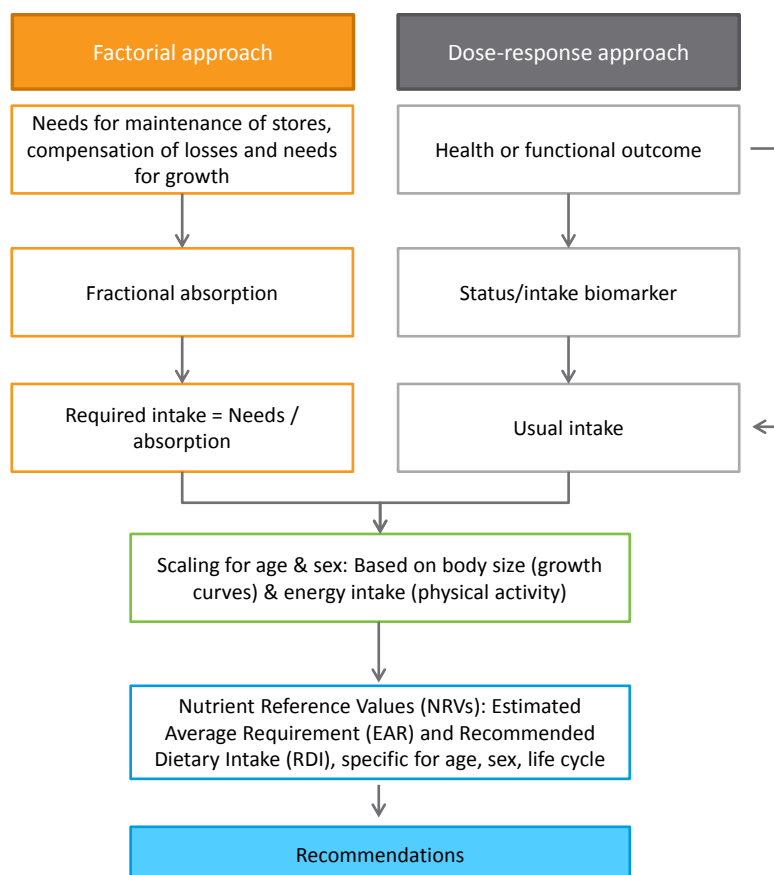 Factorial approach
Dose-response approach
Needs for maintenance of stores,
compensation of losses and needs
for growth
Health or functional outcome
Fractional absorption
Status/intake biomarker
Required intake = Needs /
absorption
Usual intake
Scaling for age & sex: Based on body size (growth
curves) & energy intake (physical activity)
Nutrient Reference Values (NRVs): Estimated
Average Requirement (EAR) and Recommended
Dietary Intake (RDI), specific for age, sex, life cycle
Recommendations